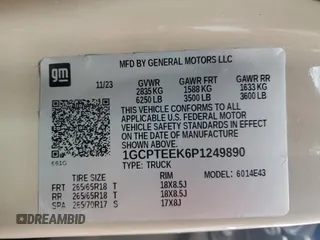 gm
MFD BY GENERAL MOTORS LLC
11/23 GVWR GAWR FRT GAWR RR
2835 KG 1588 KG 1633 KG
6250 LB 3500 LB 3600 LB
THIS VEHICLE CONFORMS TO ALL
APPLICABLE U.S. FEDERAL MOTOR
VEHICLE SAFETY
STANDARDS IN EFFECT ON THE DATE OF
MANUFACTURE SHOWN ABOVE.
1GCPTEEK6P1249890
TYPE: TRUCK
TIRE SIZE RIM MODEL: 6014E43
FRT 265/65R18 T 18X8.5J
RR 265/65R18 T 18X8.5J
SPA 265/70R17 S 17X8J
DREAMBID